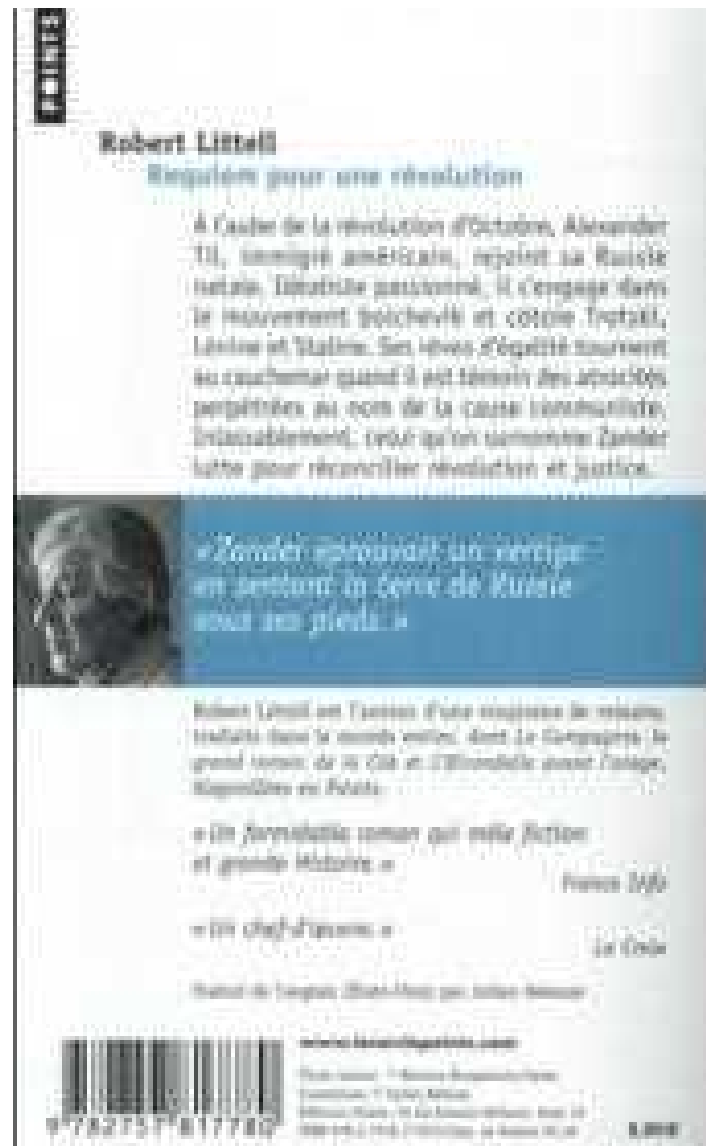 POINTS
Robert Littell
Requiem pour une révolution
À l'aube de la révolution d'Octobre, Alexander
Til, immigré américain, rejoint sa Russie
natale. Idéaliste passionné, il s'engage dans
le mouvement bolchevik et côtoie Trotski,
Lénine et Staline. Ses rêves d'égalité tournent
au cauchemar quand il est témoin des atrocités
perpétrées au nom de la cause communiste.
Inlassablement, celui qu'on surnomme Zander
lutte pour réconcilier révolution et justice.
«Zander éprouvait un vertige
en sentant la terre de Russie
sous ses pieds.»
Robert Littell est l'auteur d'une vingtaine de romans,
traduits dans le monde entier, dont La Compagnie, le
grand roman de la CIA et L'Hirondelle avant l'orage,
disponibles en Points.
«Un formidable roman qui mêle fiction
et grande Histoire.»
France Info
«Un chef-d'œuvre.»
La Croix
Traduit de l'anglais (États-Unis) par Julien
9 782757 817780